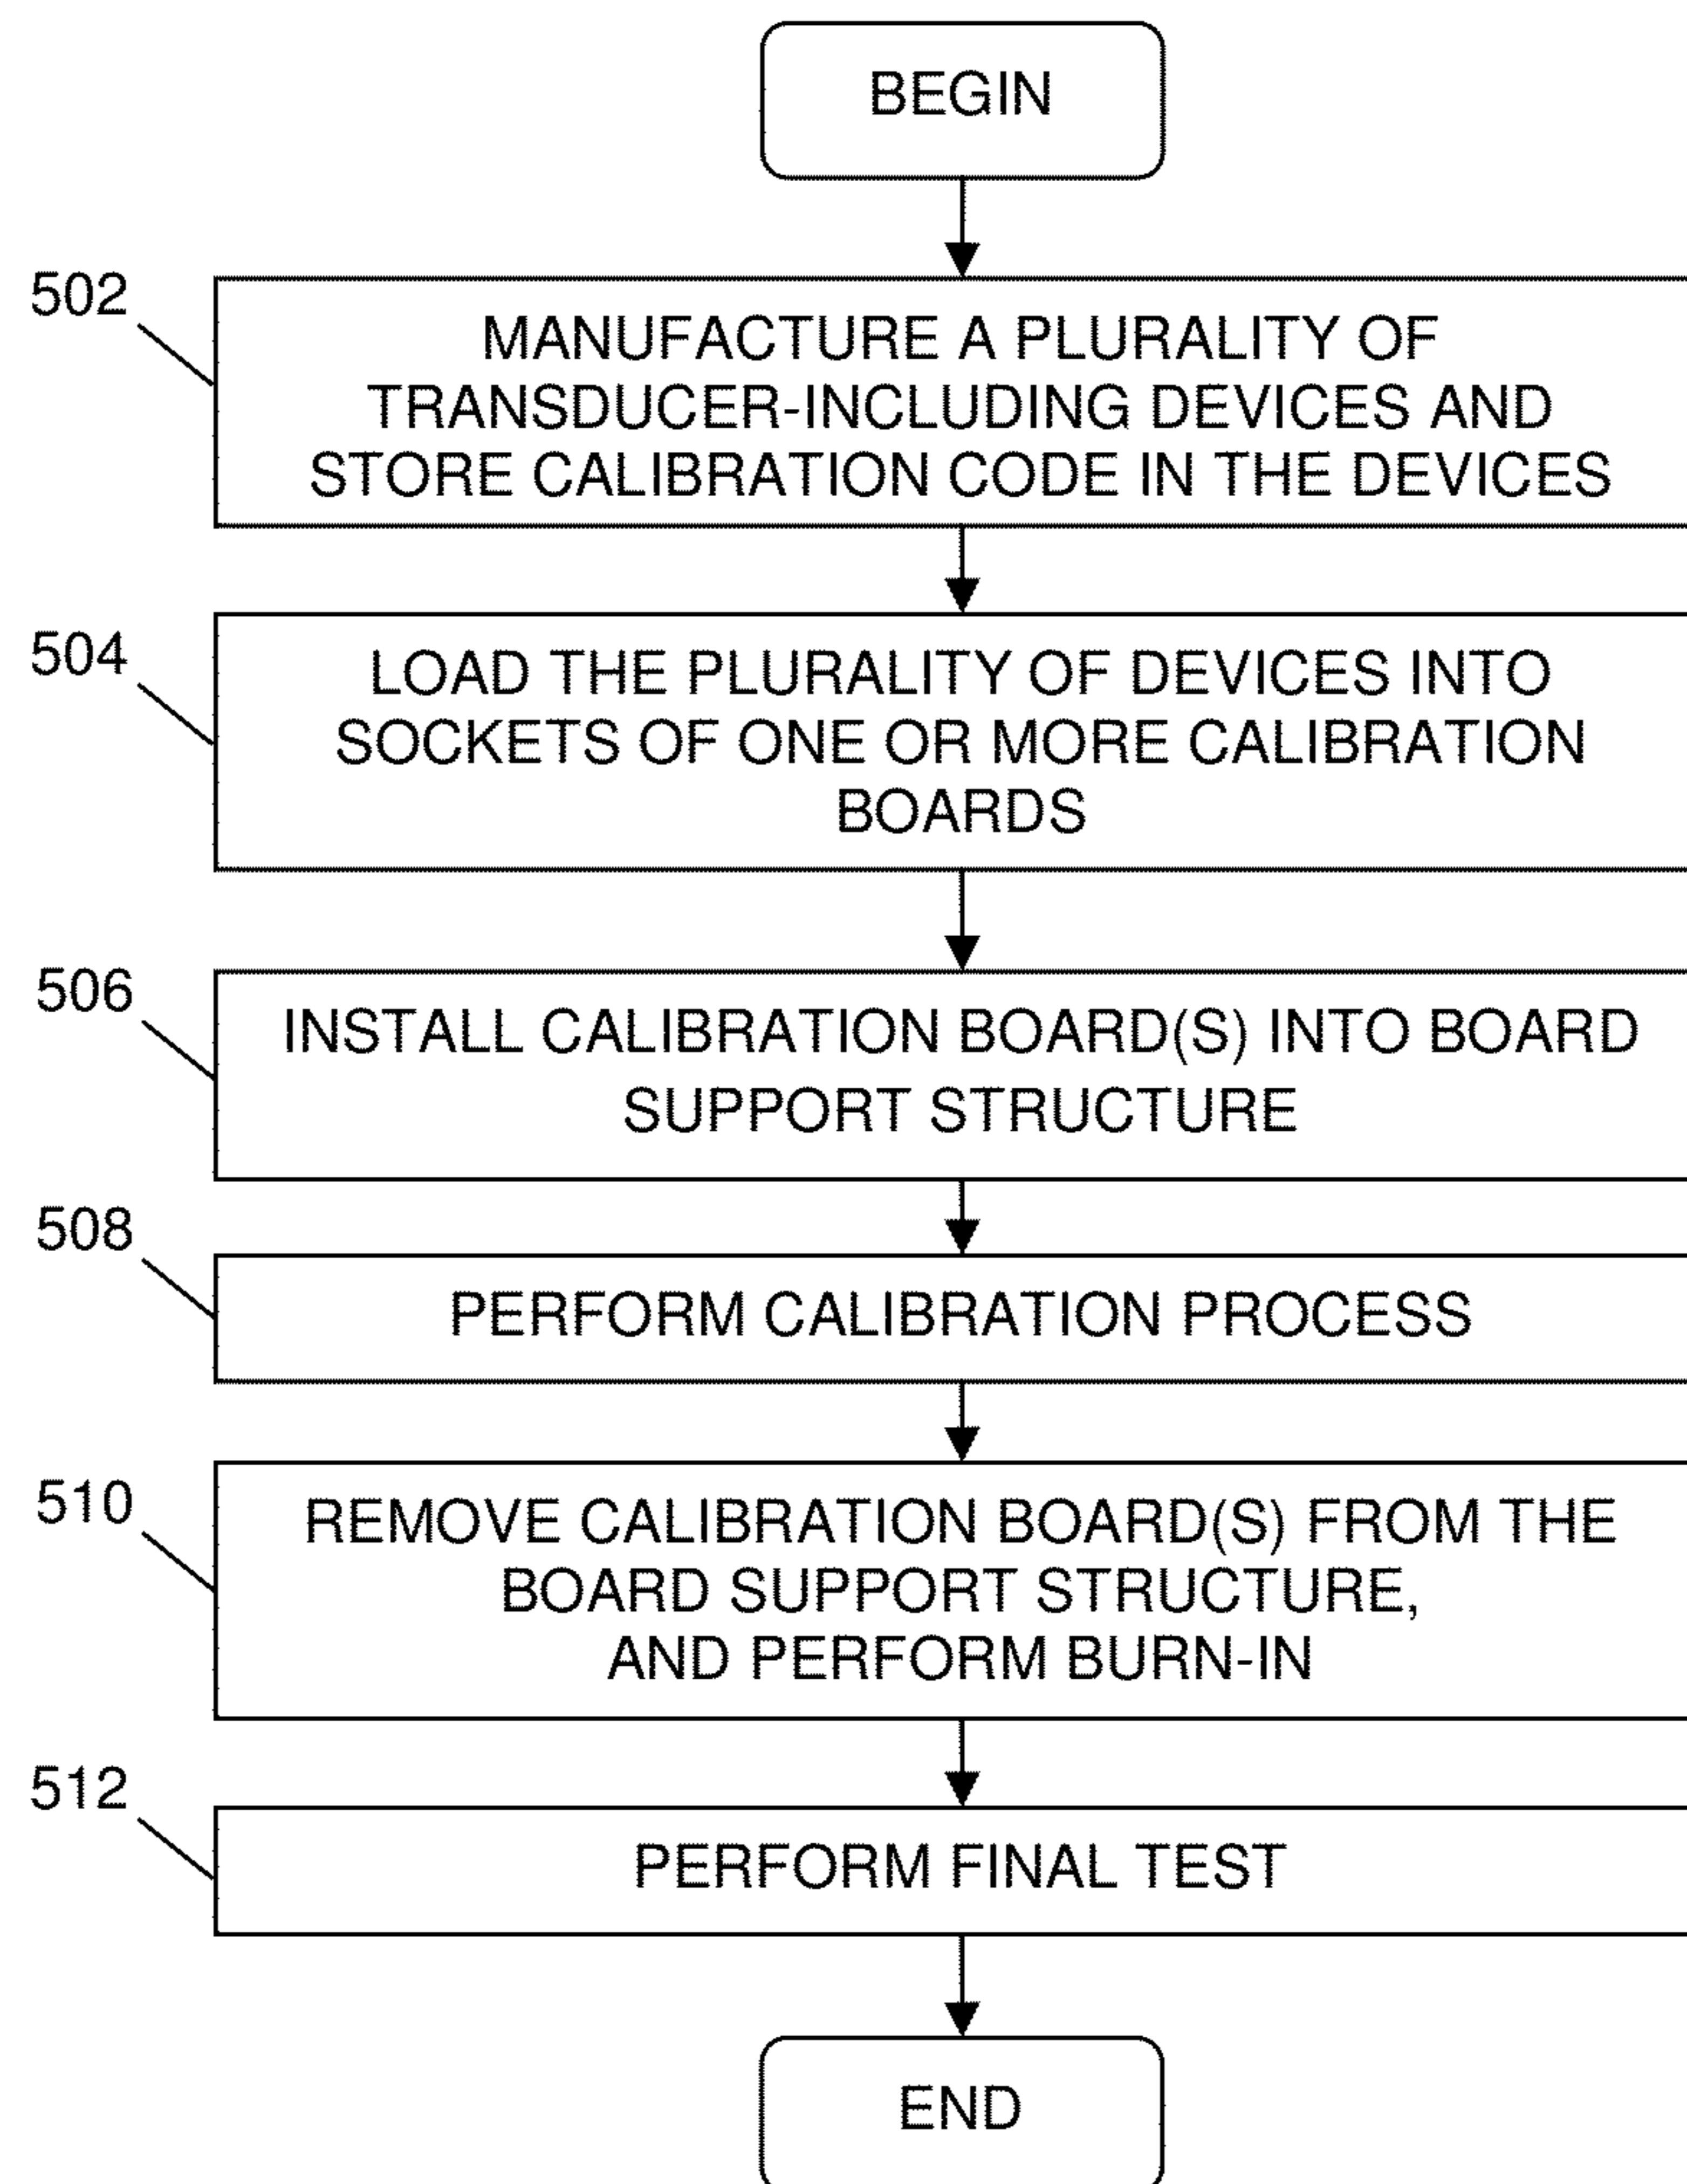 BEGIN
502
MANUFACTURE A PLURALITY OF
TRANSDUCER-INCLUDING DEVICES AND
STORE CALIBRATION CODE IN THE DEVICES
504
LOAD THE PLURALITY OF DEVICES INTO
SOCKETS OF ONE OR MORE CALIBRATION
BOARDS
506
INSTALL CALIBRATION BOARD(S) INTO BOARD
SUPPORT STRUCTURE
508
PERFORM CALIBRATION PROCESS
510
REMOVE CALIBRATION BOARD(S) FROM THE
BOARD SUPPORT STRUCTURE,
AND PERFORM BURN-IN
512
PERFORM FINAL TEST
END